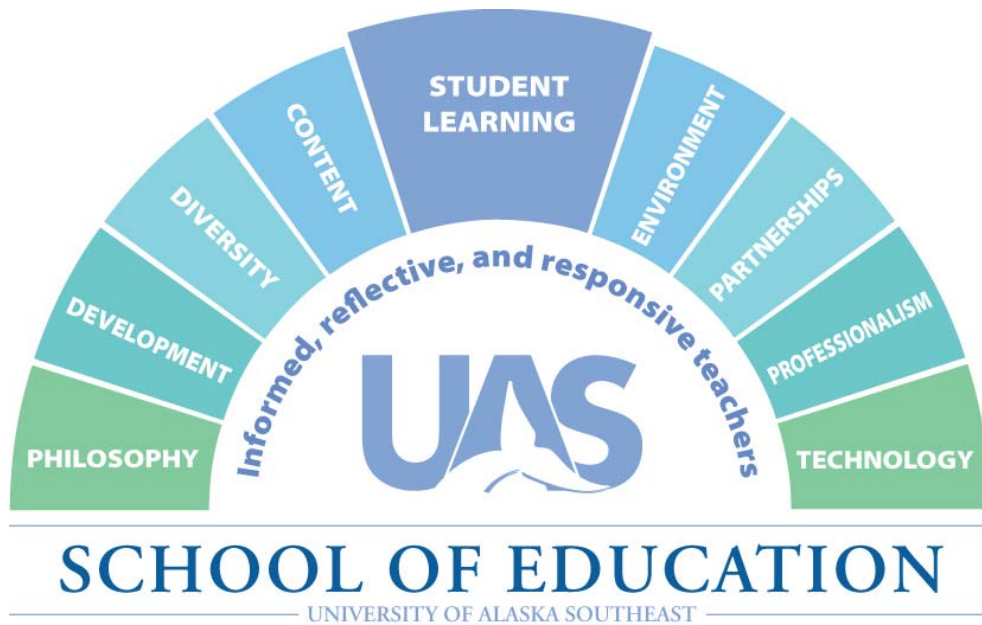 PHILOSOPHY
DEVELOPMENT
DIVERSITY
CONTENT
STUDENT
LEARNING
ENVIRONMENT
PARTNERSHIPS
PROFESSIONALISM
TECHNOLOGY
Informed, reflective, and responsive teachers
UAS
SCHOOL OF EDUCATION
UNIVERSITY OF ALASKA SOUTHEAST